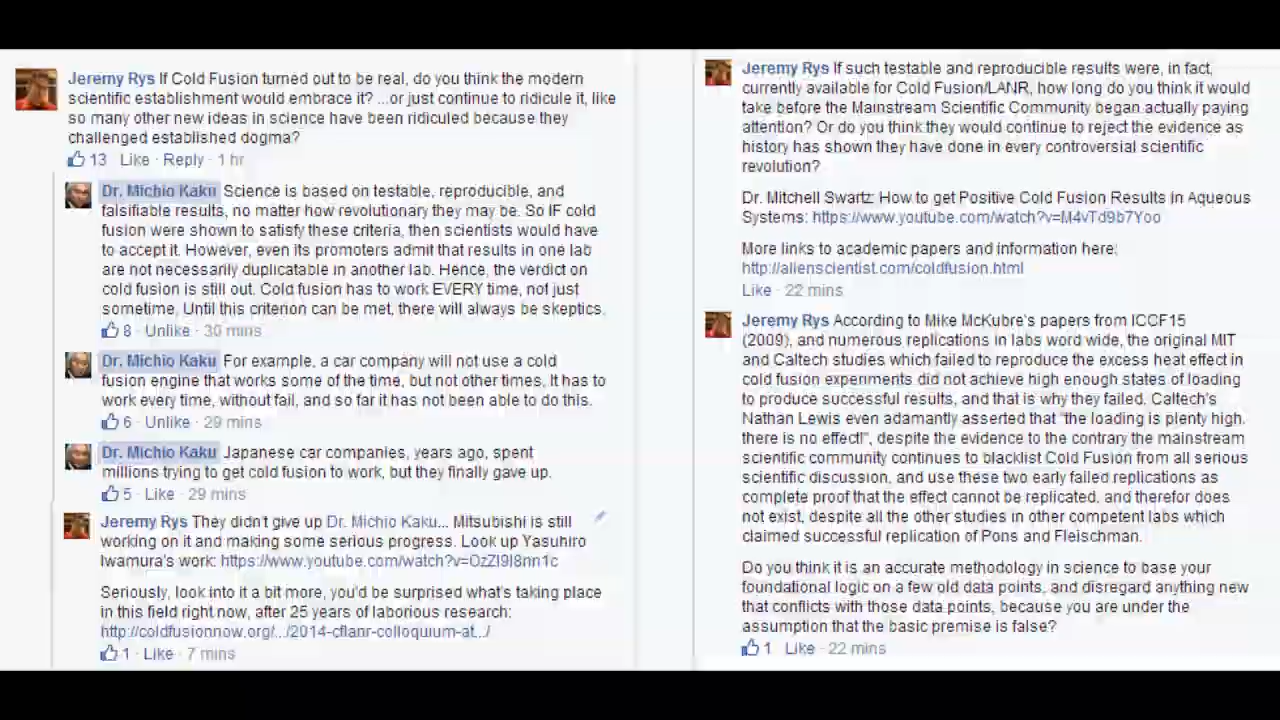 Jeremy Rys If Cold Fusion turned out to be real, do you think the modern
scientific establishment would embrace it? ...or just continue to ridicule it, like
so many other new ideas in science have been ridiculed because they
challenged established dogma?
13 Like · Reply · 1 hr
Dr. Michio Kaku Science is based on testable, reproducible, and
falsifiable results, no matter how revolutionary they may be. So IF cold
fusion were shown to satisfy these criteria, then scientists would have
to accept it. However, even its promoters admit that results in one lab
are not necessarily duplicatable in another lab. Hence, the verdict on
cold fusion is still out. Cold fusion has to work EVERY time, not just
sometime. Until this criterion can be met, there will always be skeptics.
8 · Unlike · 30 mins
Dr. Michio Kaku For example, a car company will not use a cold
fusion engine that works some of the time, but not other times. It has to
work every time, without fail, and so far it has not been able to do this.
6 · Unlike · 29 mins
Dr. Michio Kaku Japanese car companies, years ago, spent
millions trying to get cold fusion to work, but they finally gave up.
5 · Like · 29 mins
Jeremy Rys They didn't give up Dr. Michio Kaku... Mitsubishi is still
working on it and making some serious progress. Look up Yasuhiro
Iwamura's work: https://www.youtube.com/watch?v=OzZI9I8nn1c
Seriously, look into it a bit more, you'd be surprised what's taking place
in this field right now, after 25 years of laborious research:
http://coldfusionnow.org/.../2014-cflanr-colloquium-at.../
1 · Like · 7 mins
Jeremy Rys If such testable and reproducible results were, in fact,
currently available for Cold Fusion/LANR, how long do you think it would
take before the Mainstream Scientific Community began actually paying
attention? Or do you think they would continue to reject the evidence as
history has shown they have done in every controversial scientific
revolution?
Dr. Mitchell Swartz: How to get Positive Cold Fusion Results in Aqueous
Systems: https://www.youtube.com/watch?v=M4vTd9b7Yoo
More links to academic papers and information here:
http://alienscientist.com/coldfusion.html
Like · 22 mins
Jeremy Rys According to Mike McKubre's papers from ICCF15
(2009), and numerous replications in labs word wide, the original MIT
and Caltech studies which failed to reproduce the excess heat effect in
cold fusion experiments did not achieve high enough states of loading
to produce successful results, and that is why they failed. Caltech's
Nathan Lewis even adamantly asserted that "the loading is plenty high.
there is no effect!", despite the evidence to the contrary the mainstream
scientific community continues to blacklist Cold Fusion from all serious
scientific discussion, and use these two early failed replications as
complete proof that the effect cannot be replicated, and therefor does
not exist, despite all the other studies in other competent labs which
claimed successful replication of Pons and Fleischman.
Do you think it is an accurate methodology in science to base your
foundational logic on a few old data points, and disregard anything new
that conflicts with those data points, because you are under the
assumption that the basic premise is false?
1 Like · 22 mins